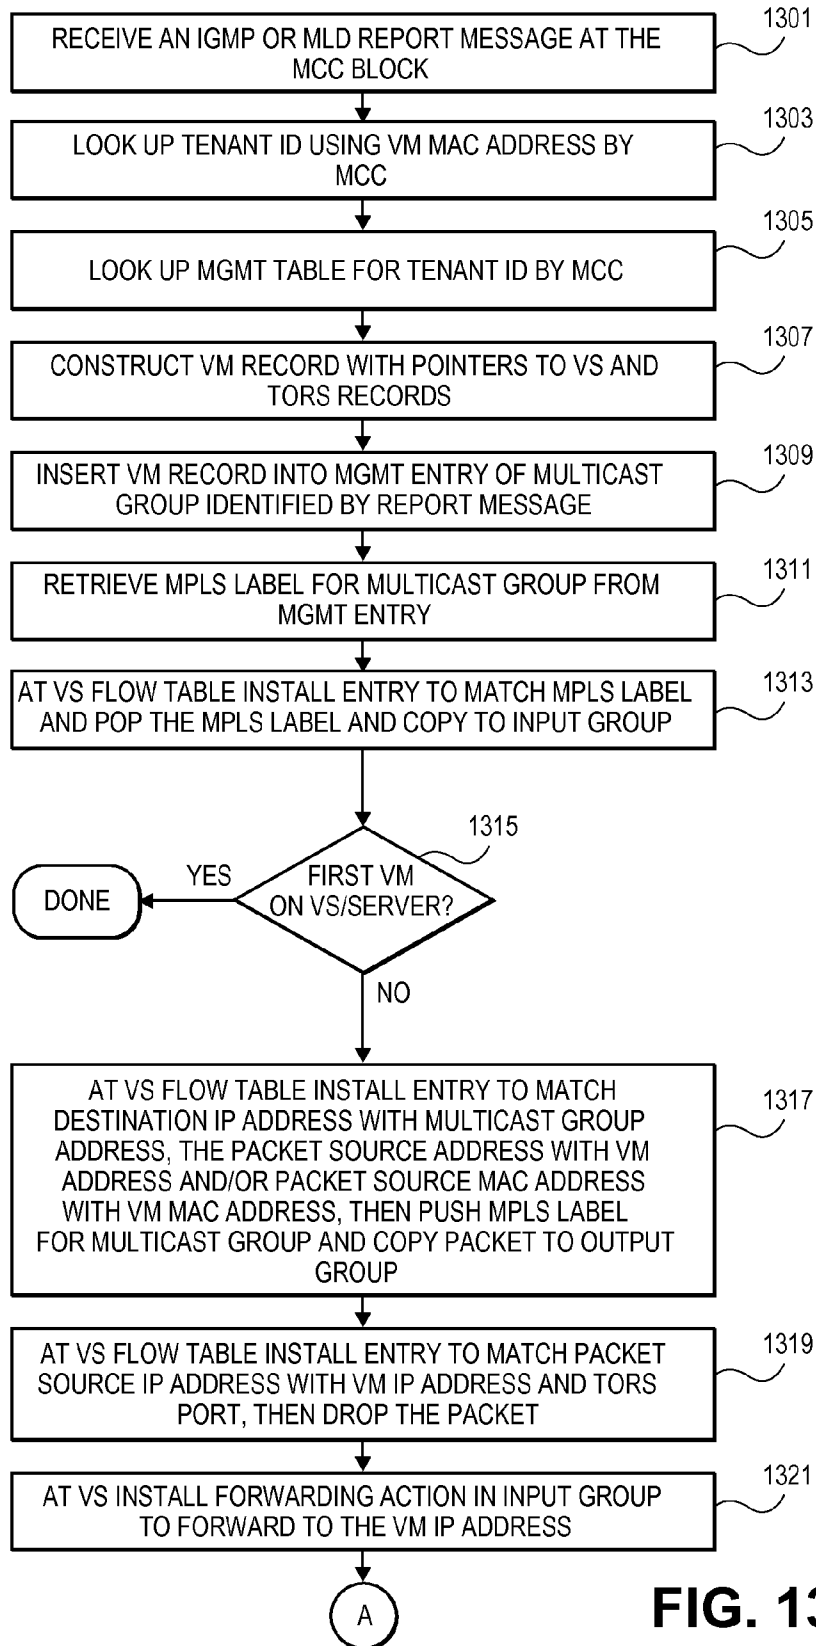 1301
RECEIVE AN IGMP OR MLD REPORT MESSAGE AT THE
MCC BLOCK
1303
LOOK UP TENANT ID USING VM MAC ADDRESS BY
MCC
1305
LOOK UP MGMT TABLE FOR TENANT ID BY MCC
1307
CONSTRUCT VM RECORD WITH POINTERS TO VS AND
TORS RECORDS
1309
INSERT VM RECORD INTO MGMT ENTRY OF MULTICAST
GROUP IDENTIFIED BY REPORT MESSAGE
1311
RETRIEVE MPLS LABEL FOR MULTICAST GROUP FROM
MGMT ENTRY
1313
AT VS FLOW TABLE INSTALL ENTRY TO MATCH MPLS LABEL
AND POP THE MPLS LABEL AND COPY TO INPUT GROUP
1315
FIRST VM
ON VS/SERVER?
YES
DONE
NO
1317
AT VS FLOW TABLE INSTALL ENTRY TO MATCH
DESTINATION IP ADDRESS WITH MULTICAST GROUP
ADDRESS, THE PACKET SOURCE ADDRESS WITH VM
ADDRESS AND/OR PACKET SOURCE MAC ADDRESS
WITH VM MAC ADDRESS, THEN PUSH MPLS LABEL
FOR MULTICAST GROUP AND COPY PACKET TO OUTPUT
GROUP
1319
AT VS FLOW TABLE INSTALL ENTRY TO MATCH PACKET
SOURCE IP ADDRESS WITH VM IP ADDRESS AND TORS
PORT, THEN DROP THE PACKET
1321
AT VS INSTALL FORWARDING ACTION IN INPUT GROUP
TO FORWARD TO THE VM IP ADDRESS
A
FIG. 13